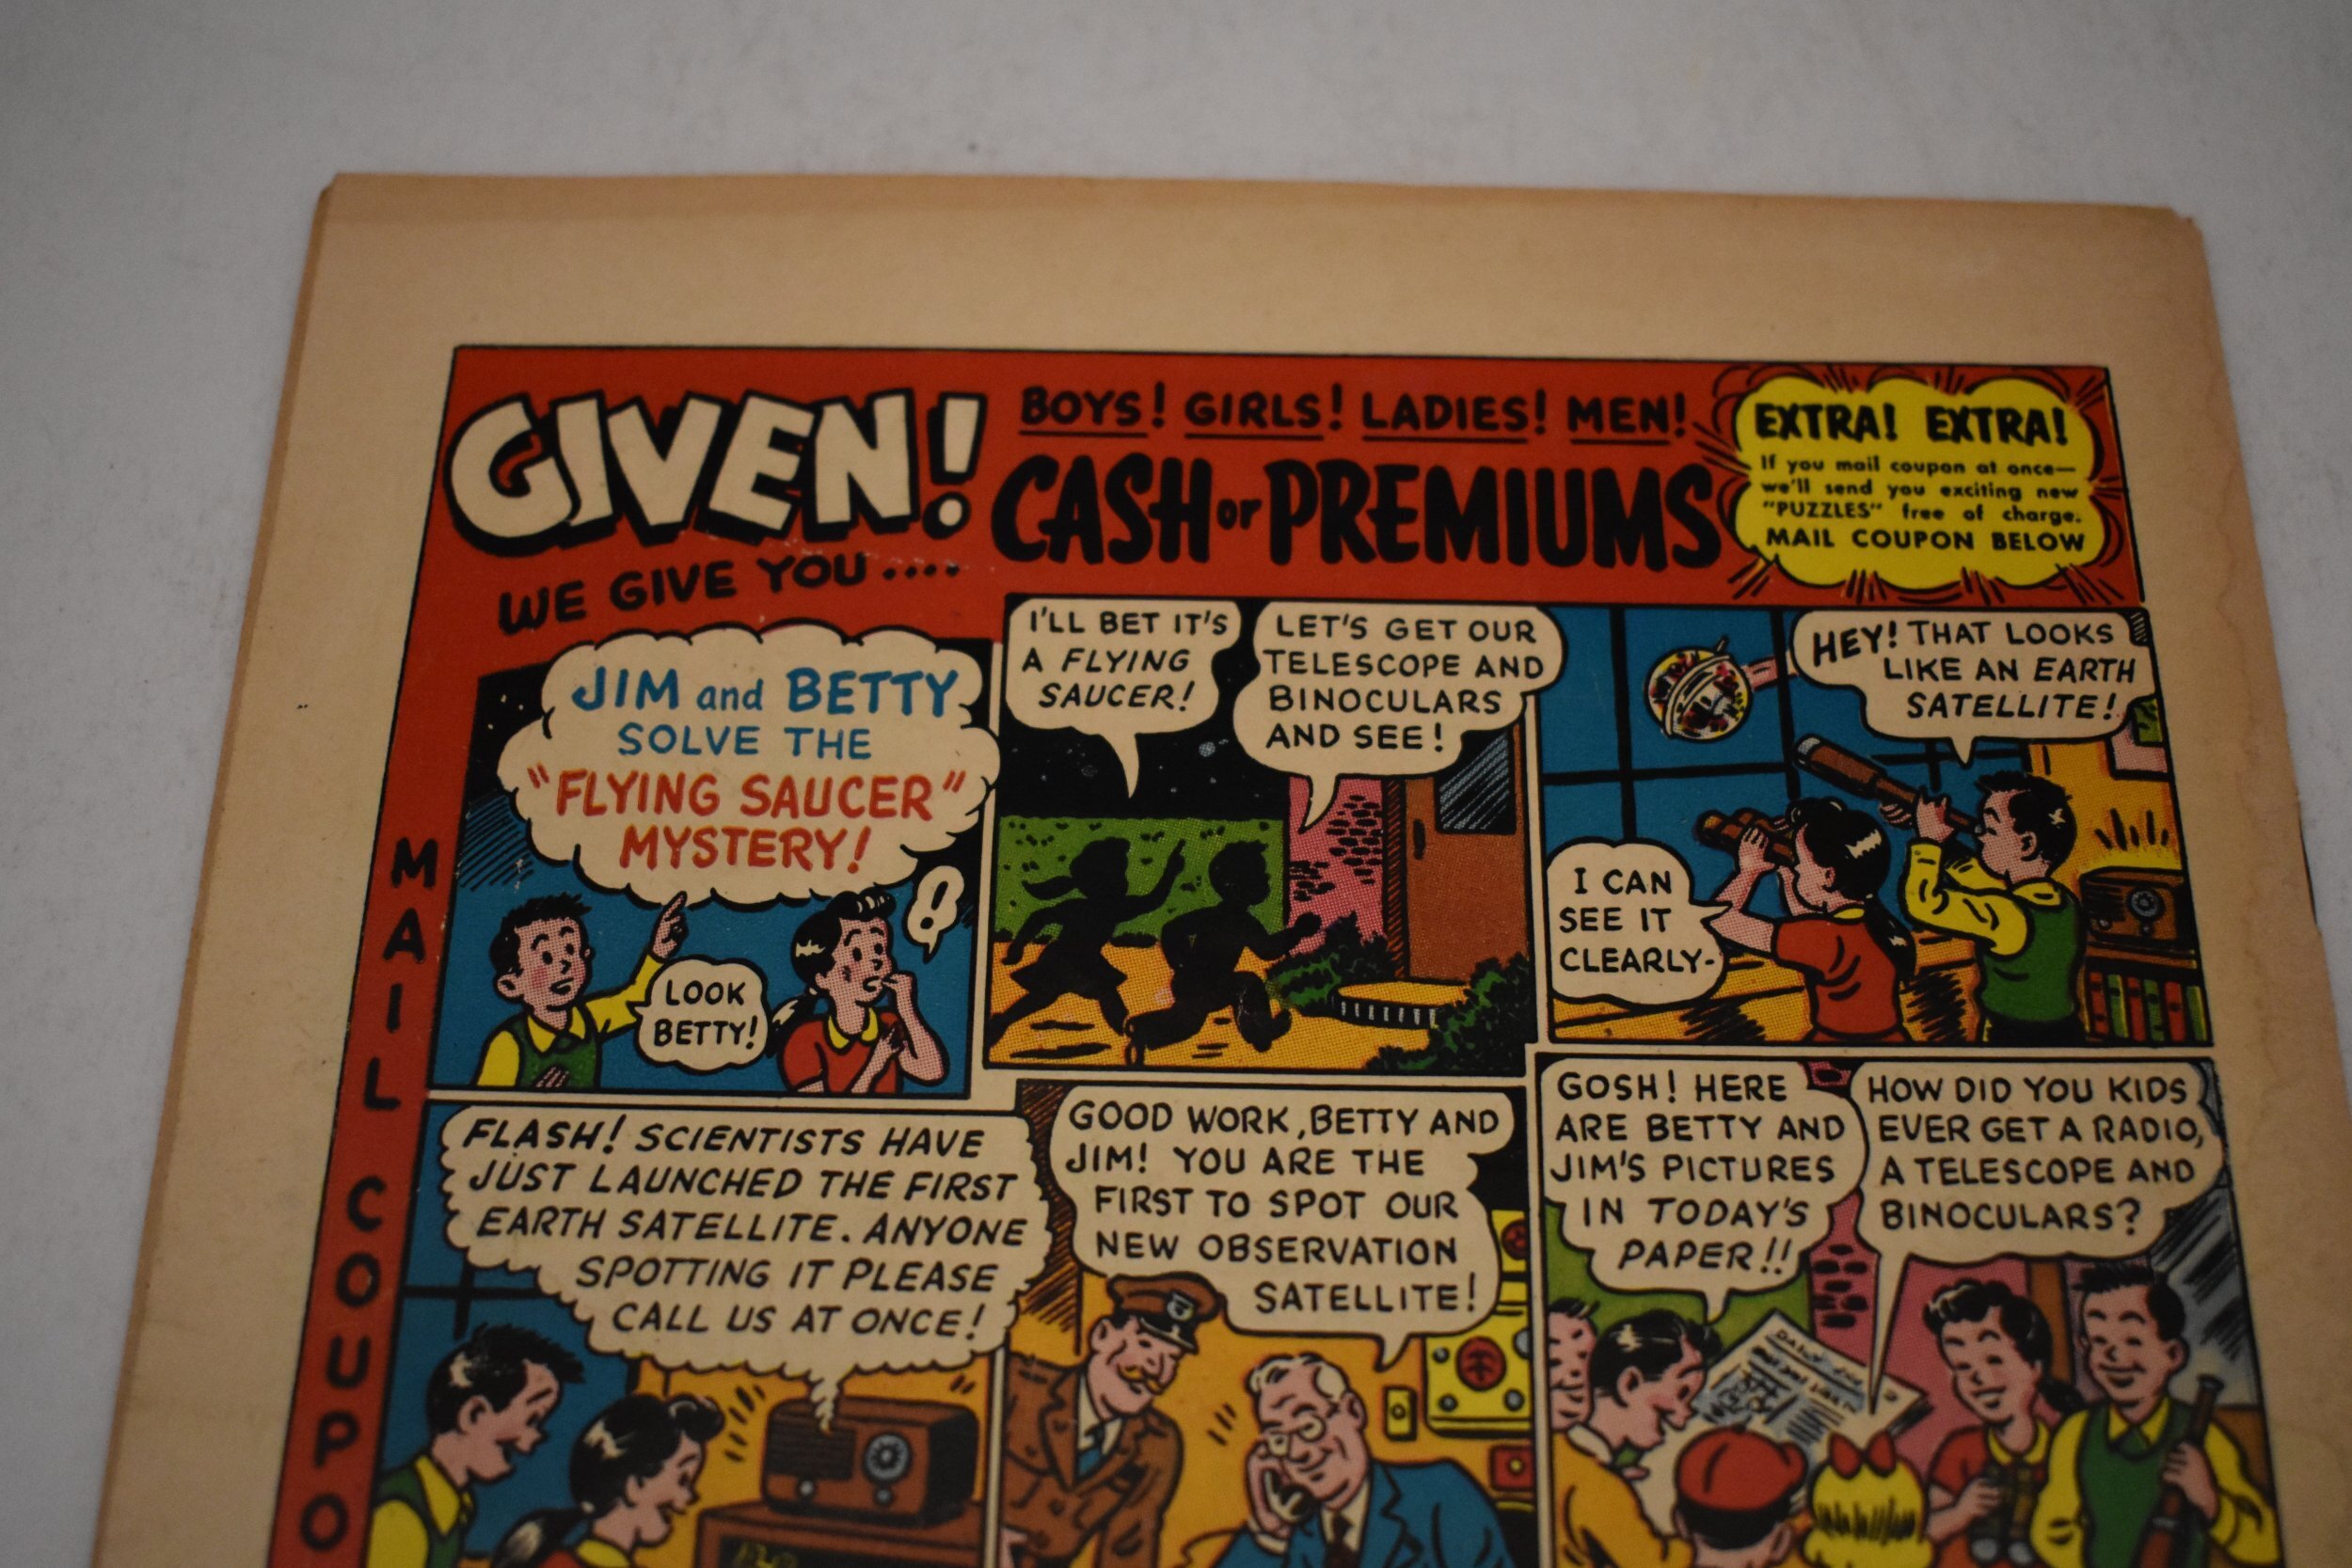 GIVEN!
WE GIVE YOU....
BOYS! GIRLS! LADIES! MEN!
CASH or PREMIUMS
EXTRA! EXTRA!
If you mail coupon at once—
we'll send you exciting new
"PUZZLES" free of charge.
MAIL COUPON BELOW
MAIL COUPO
JIM and BETTY
SOLVE THE
"FLYING SAUCER"
MYSTERY!
LOOK
BETTY!
!
I'LL BET IT'S
A FLYING
SAUCER!
LET'S GET OUR
TELESCOPE AND
BINOCULARS
AND SEE!
HEY! THAT LOOKS
LIKE AN EARTH
SATELLITE!
I CAN
SEE IT
CLEARLY-
FLASH! SCIENTISTS HAVE
JUST LAUNCHED THE FIRST
EARTH SATELLITE. ANYONE
SPOTTING IT PLEASE
CALL US AT ONCE!
GOOD WORK, BETTY AND
JIM! YOU ARE THE
FIRST TO SPOT OUR
NEW OBSERVATION
SATELLITE!
GOSH! HERE
ARE BETTY AND
JIM'S PICTURES
IN TODAY'S
PAPER!!
HOW DID YOU KIDS
EVER GET A RADIO,
A TELESCOPE AND
BINOCULARS?